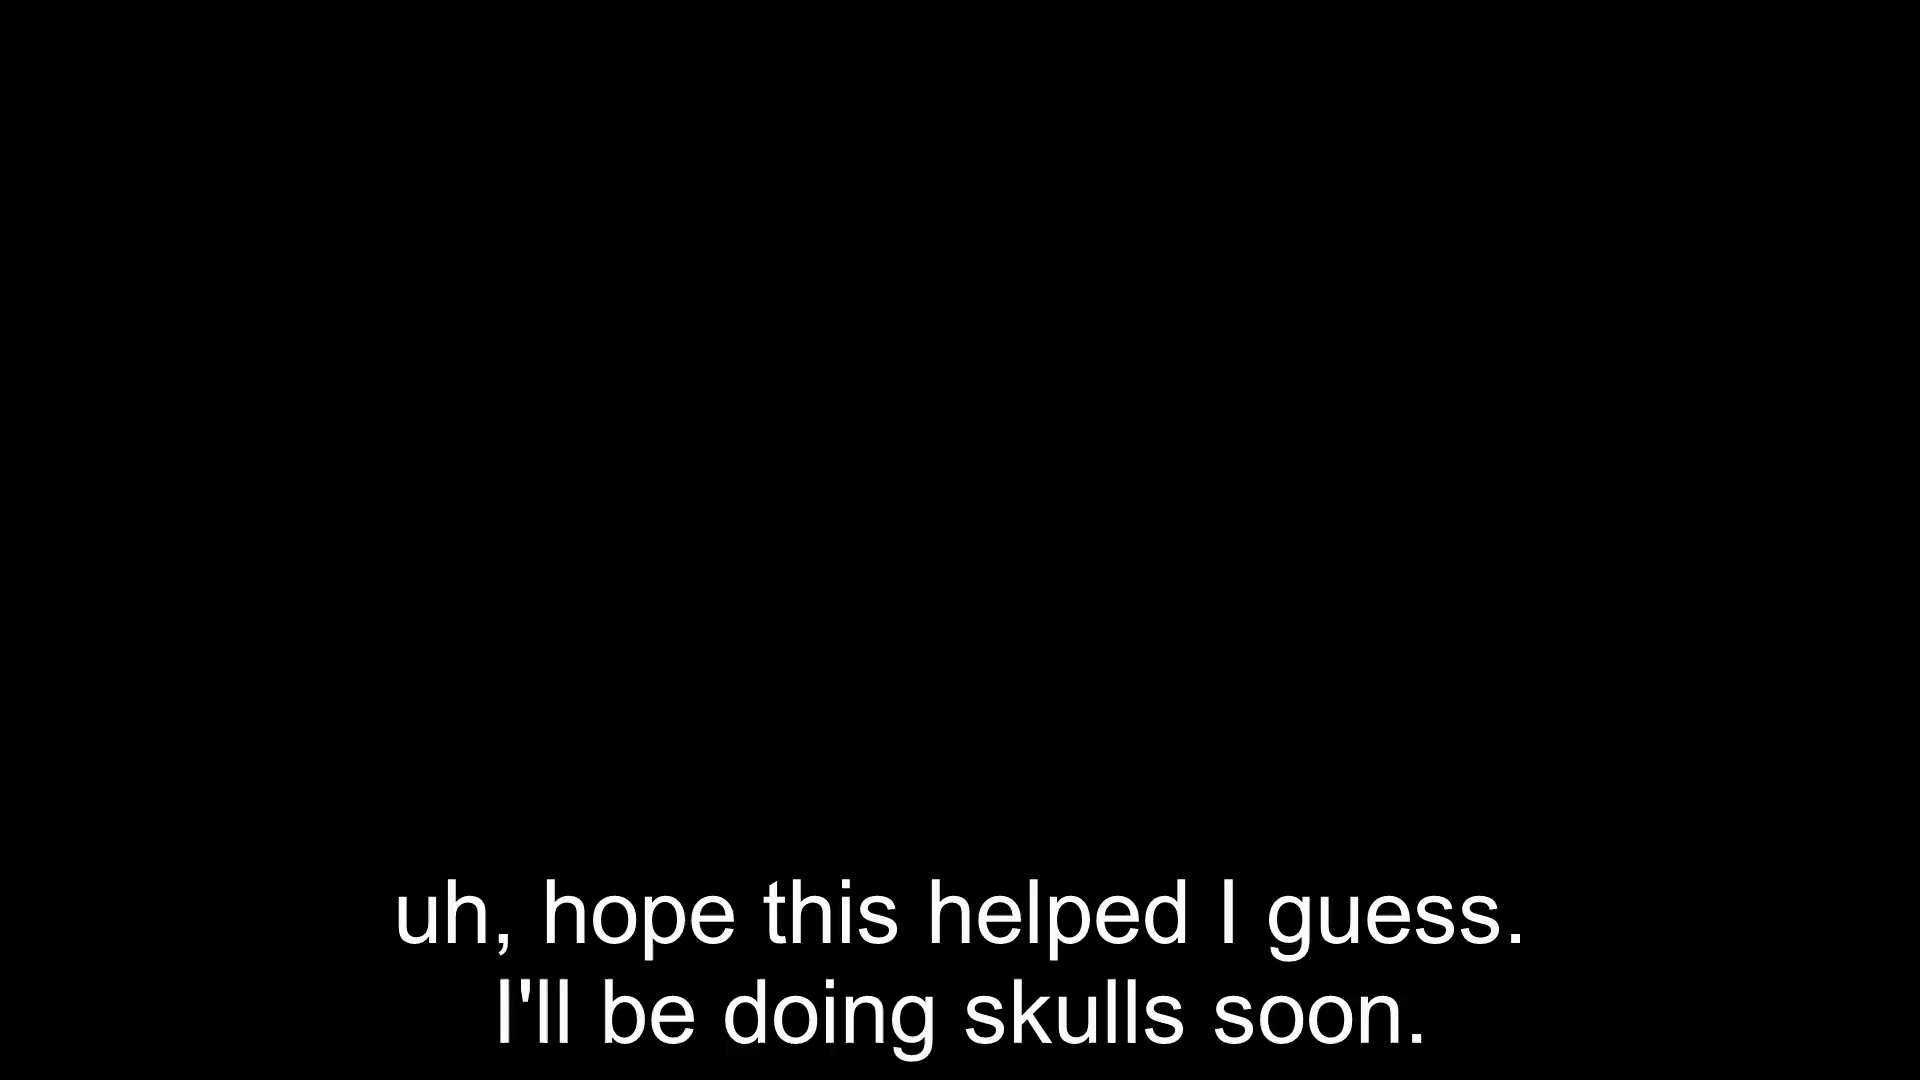 uh, hope this helped I guess.
I'll be doing skulls soon.